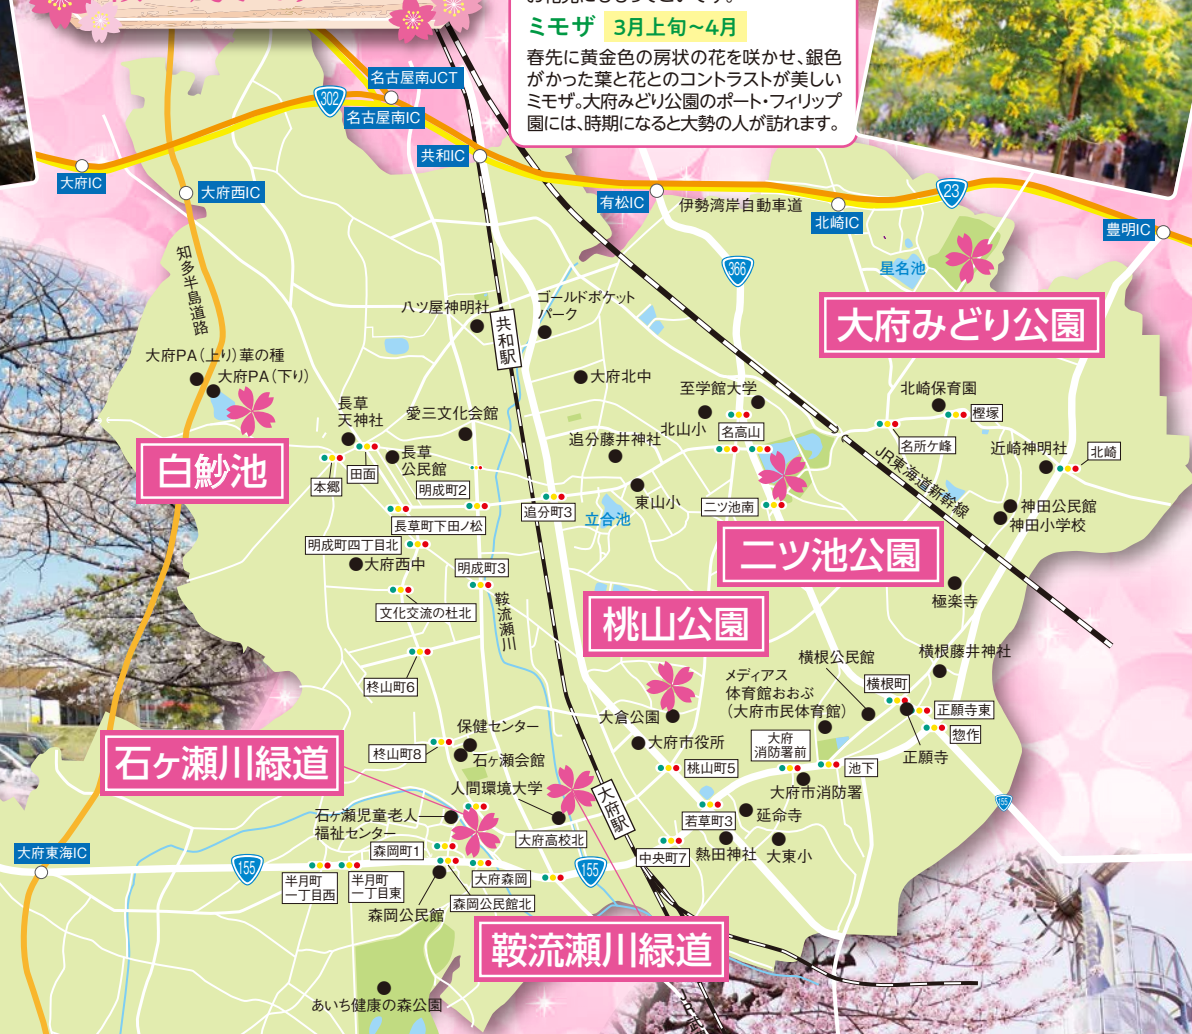 ミモザ 3月上旬～4月
春先に黄金色の房状の花を咲かせ、銀色
がかった葉と花とのコントラストが美しい
ミモザ。大府みどり公園のポート・フィリップ
園には、時期になると大勢の人が訪れます。
名古屋南JCT
302
名古屋南IC
共和IC
大府IC
大府西IC
有松IC
伊勢湾岸自動車道
北崎IC
23
豊明IC
知多半島道路
366
星名池
大府みどり公園
八ツ屋神明社
ゴールドポケット
パーク
共和駅
大府PA（上り）華の種
大府PA（下り）
大府北中
至学館大学
北崎保育園
樫塚
長草
天神社
愛三文化会館
北山小
名高山
名所ケ峰
近崎神明社
北崎
白魦池
本郷
田面
長草
公民館
追分藤井神社
JR東海道新幹線
明成町2
東山小
二ツ池南
神田公民館
神田小学校
追分町3
立合池
長草町下田ノ松
明成町四丁目北
二ツ池公園
大府西中
明成町3
極楽寺
文化交流の杜北
鞍流瀬川
桃山公園
横根公民館
横根藤井神社
柊山町6
メディアス
体育館おおぶ
（大府市民体育館）
横根町
正願寺東
大倉公園
惣作
保健センター
大府市役所
大府
消防署前
正願寺
石ヶ瀬川緑道
柊山町8
石ヶ瀬会館
桃山町5
池下
人間環境大学
大府駅
大府市消防署
155
石ヶ瀬児童老人
福祉センター
若草町3
延命寺
大府高校北
大府東海IC
森岡町1
中央町7
熱田神社
大東小
155
半月町
一丁目西
半月町
一丁目東
大府森岡
155
森岡公民館
森岡公民館北
鞍流瀬川緑道
あいち健康の森公園